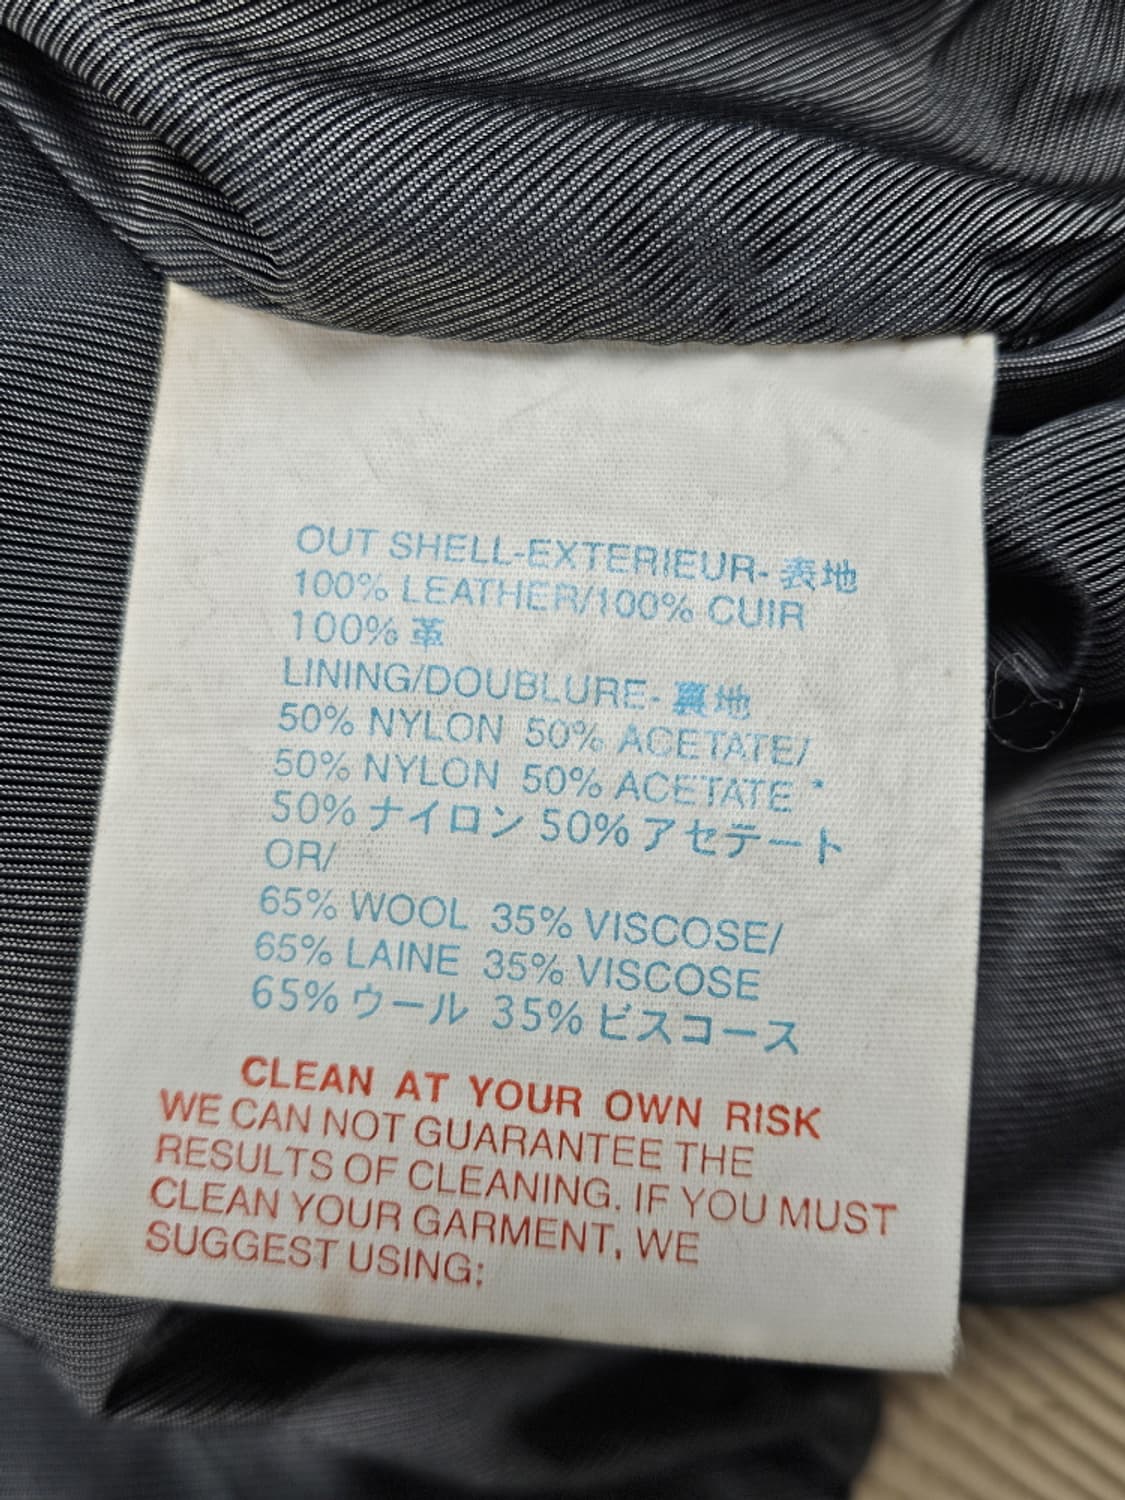 OUT SHELL-EXTERIEUR-表地
100% LEATHER/100% CUIR
100% 革
LINING/DOUBLURE-裏地
50% NYLON 50% ACETATE/
50% NYLON 50% ACETATE
50% ナイロン 50% アセテート
OR/
65% WOOL 35% VISCOSE/
65% LAINE 35% VISCOSE
65% ウール 35% ビスコース
CLEAN AT YOUR OWN RISK
WE CAN NOT GUARANTEE THE
RESULTS OF CLEANING. IF YOU MUST
CLEAN YOUR GARMENT, WE
SUGGEST USING: